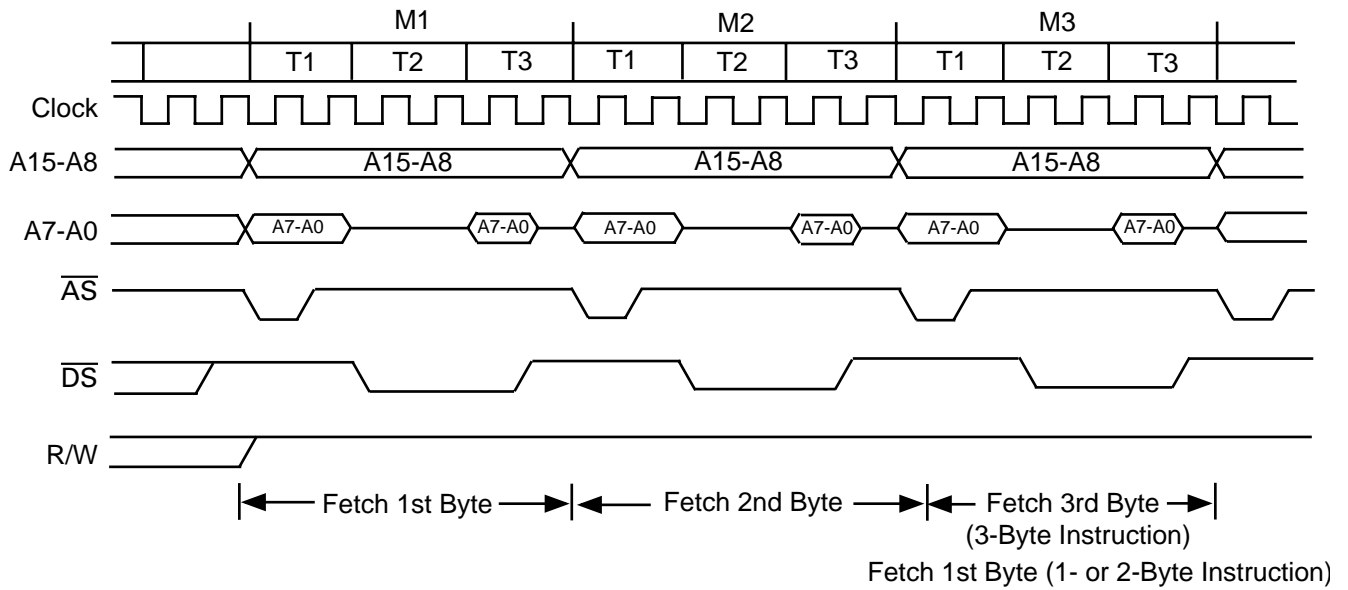 M1 M2 M3
T1 T2 T3 T1 T2 T3 T1 T2 T3
Clock
A15-A8 A15-A8 A15-A8 A15-A8
A7-A0 A7-A0 A7-A0 A7-A0 A7-A0 A7-A0 A7-A0
AS
DS
R/W
Fetch 1st Byte Fetch 2nd Byte Fetch 3rd Byte
(3-Byte Instruction)
Fetch 1st Byte (1- or 2-Byte Instruction)